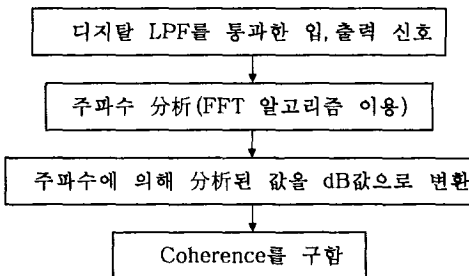 디지탈 LPF를 통과한 입,출력 신호
주파수 分析(FFT 알고리즘 이용)
주파수에 의해 分析된 값을 dB값으로 변환
Coherence를 구함